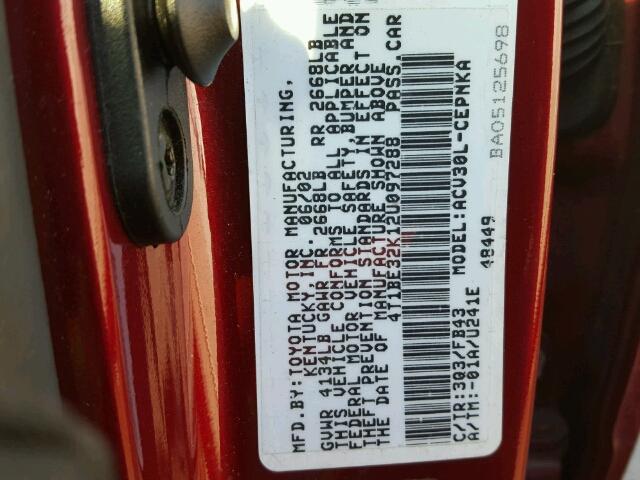 MFD.BY:TOYOTA MOTOR MANUFACTURING,
KENTUCKY,INC. 06/02
GVWR 4134LB GAWR FR 2668LB RR 2668LB
THIS VEHICLE CONFORMS TO ALL APPLICABLE
FEDERAL MOTOR VEHICLE SAFETY,BUMPER AND
THEFT PREVENTION STANDARDS IN EFFECT ON
THE DATE OF MANUFACTURE SHOWN ABOVE
4T1BE32K12U097288 PASS.CAR
C/TR:3Q3/FB43 MODEL:ACV30L-CEPNKA
A/TM:-01A/U241E 48449
BA05125698